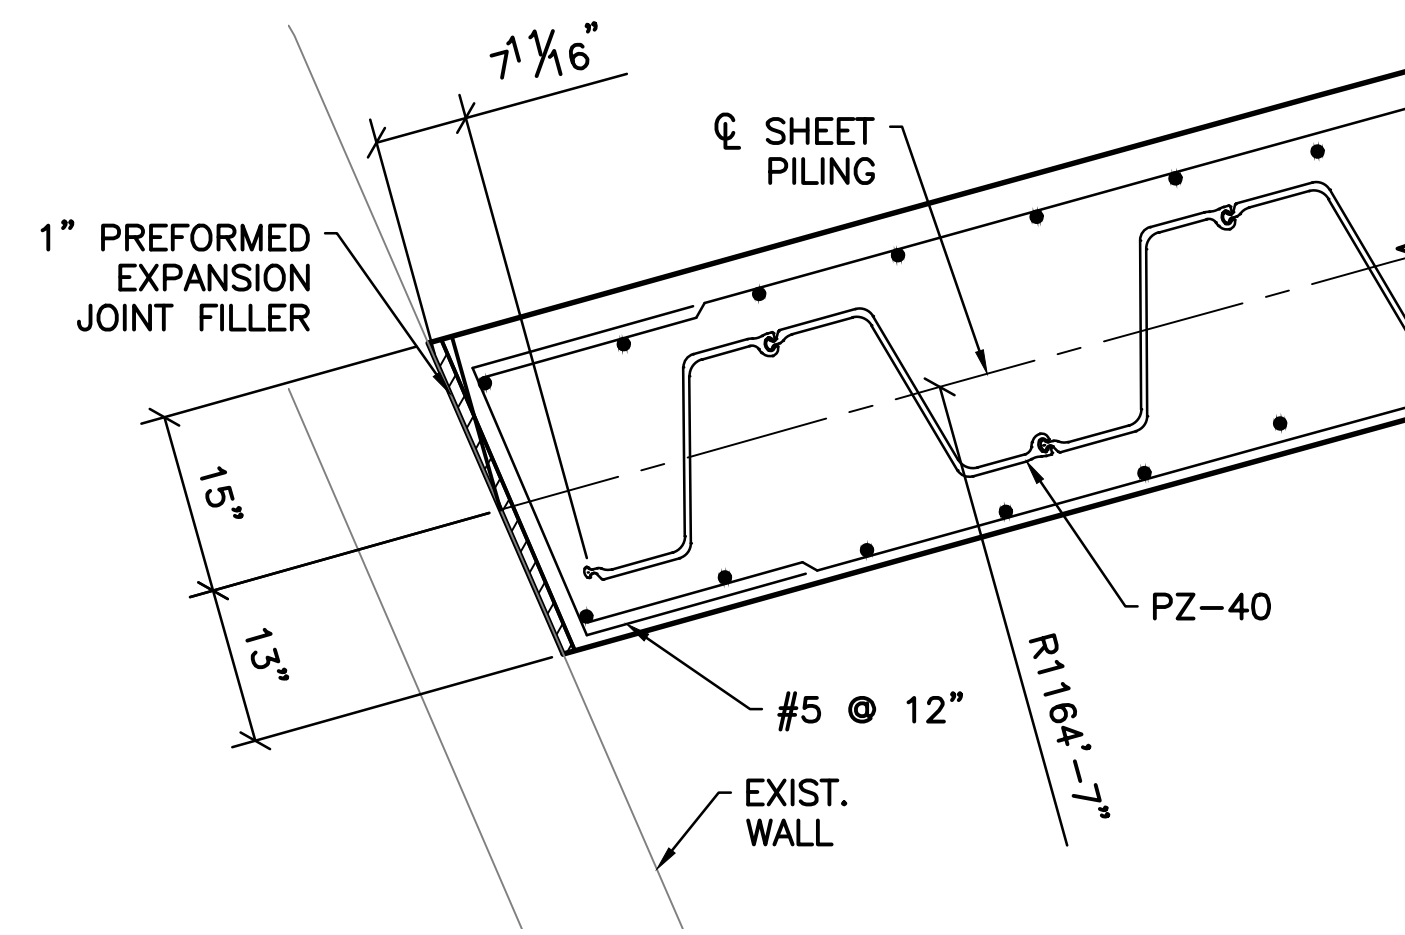 7 11/16"
℄ SHEET
PILING
1" PREFORMED
EXPANSION
JOINT FILLER
15"
13"
PZ-40
R1164'-7"
#5 @ 12"
EXIST.
WALL